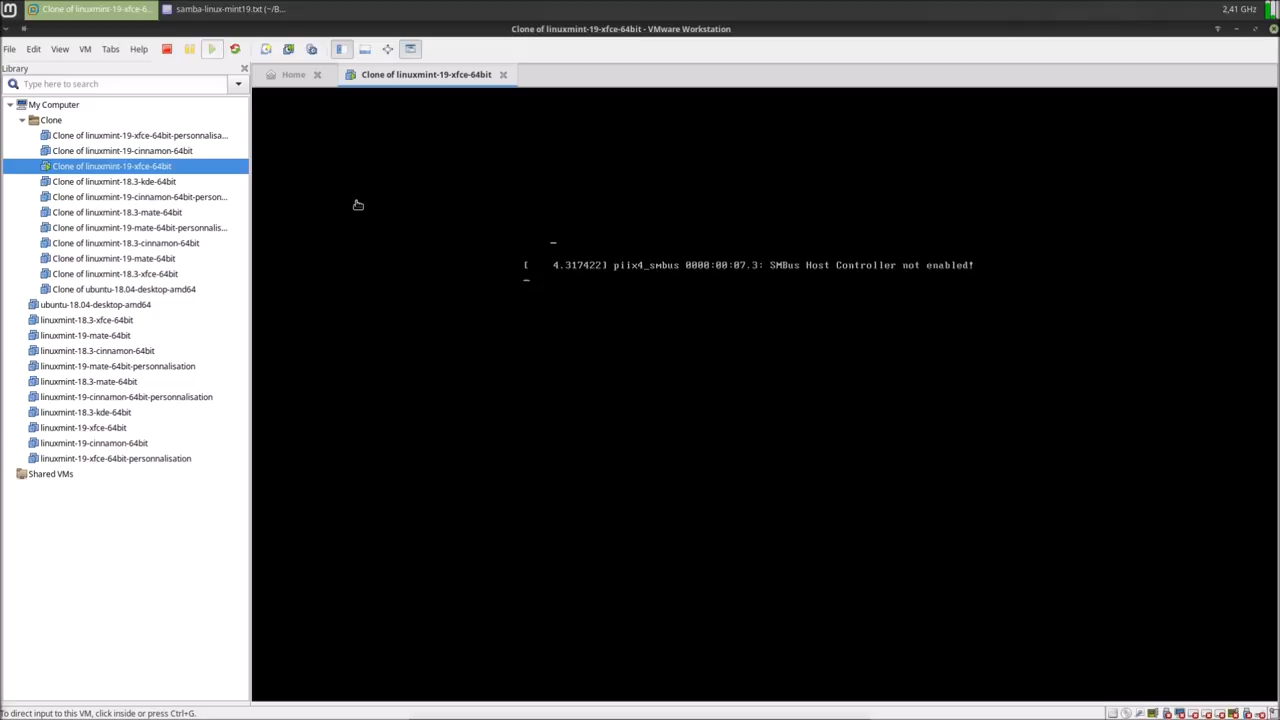 Clone of linuxmint-19-xfce-6...
samba-linux-mint19.txt (~/B...
2,41 GHz
Clone of linuxmint-19-xfce-64bit - VMware Workstation
File Edit View VM Tabs Help
Library
Type here to search
Home
Clone of linuxmint-19-xfce-64bit
My Computer
Clone
Clone of linuxmint-19-xfce-64bit-personnalisa...
Clone of linuxmint-19-cinnamon-64bit
Clone of linuxmint-19-xfce-64bit
Clone of linuxmint-18.3-kde-64bit
Clone of linuxmint-19-cinnamon-64bit-person...
Clone of linuxmint-18.3-mate-64bit
Clone of linuxmint-19-mate-64bit-personnalis...
Clone of linuxmint-18.3-cinnamon-64bit
Clone of linuxmint-19-mate-64bit
Clone of linuxmint-18.3-xfce-64bit
Clone of ubuntu-18.04-desktop-amd64
ubuntu-18.04-desktop-amd64
linuxmint-18.3-xfce-64bit
linuxmint-19-mate-64bit
linuxmint-18.3-cinnamon-64bit
linuxmint-19-mate-64bit-personnalisation
linuxmint-18.3-mate-64bit
linuxmint-19-cinnamon-64bit-personnalisation
linuxmint-18.3-kde-64bit
linuxmint-19-xfce-64bit
linuxmint-19-cinnamon-64bit
linuxmint-19-xfce-64bit-personnalisation
Shared VMs
[    4.317422] piix4_smbus 0000:00:07.3: SMBus Host Controller not enabled!
To direct input to this VM, click inside or press Ctrl+G.